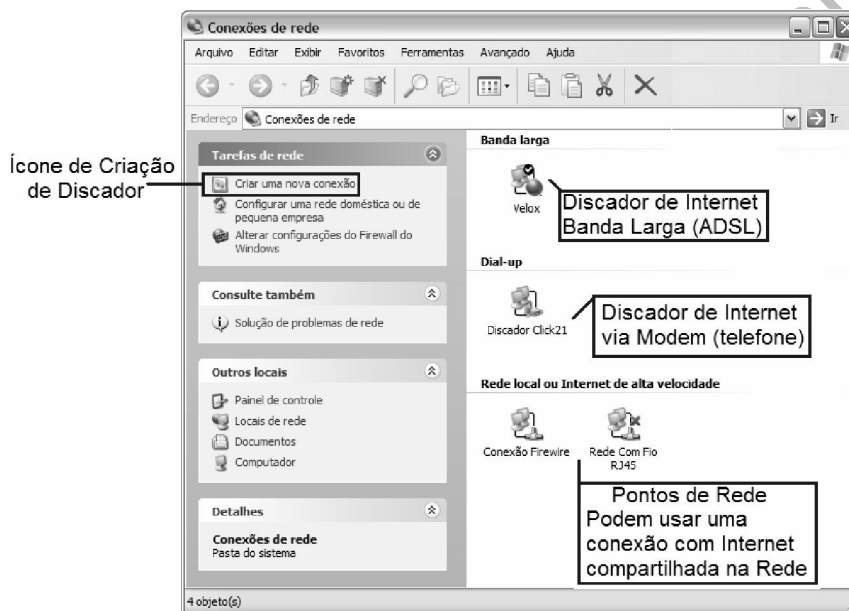 Conexões de rede
Arquivo Editar Exibir Favoritos Ferramentas Avançado Ajuda
Endereço Conexões de rede Ir
Ícone de Criação
de Discador
Tarefas de rede
Criar uma nova conexão
Configurar uma rede doméstica ou de
pequena empresa
Alterar configurações do Firewall do
Windows
Consulte também
Solução de problemas de rede
Outros locais
Painel de controle
Locais de rede
Documentos
Computador
Detalhes
Conexões de rede
Pasta do sistema
Banda larga
Velox
Discador de Internet
Banda Larga (ADSL)
Dial-up
Discador Click21
Discador de Internet
via Modem (telefone)
Rede local ou Internet de alta velocidade
Conexão Firewire
Rede Com Fio
RJ45
Pontos de Rede
Podem usar uma
conexão com Internet
compartilhada na Rede
4 objeto(s)